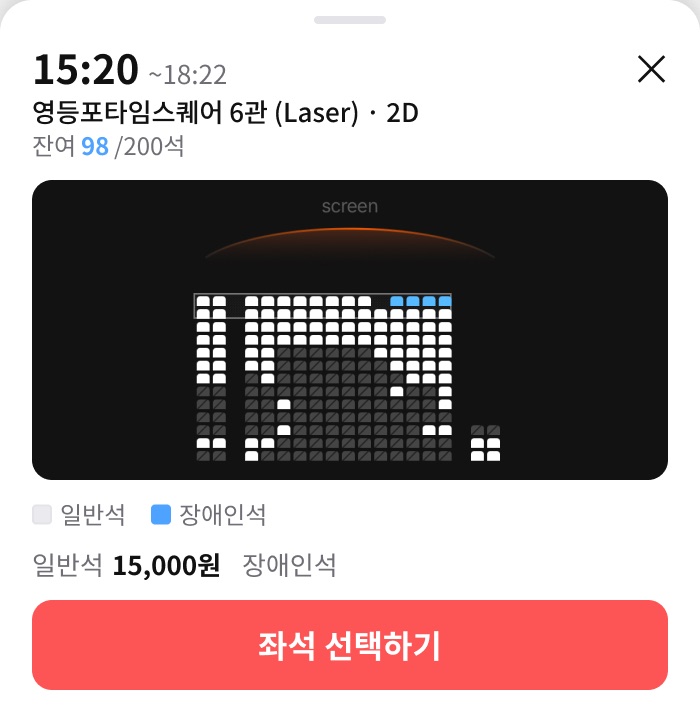 15:20 ~18:22
영등포타임스퀘어 6관 (Laser) · 2D
잔여 98 /200석
screen
일반석 장애인석
일반석 15,000원 장애인석
좌석 선택하기